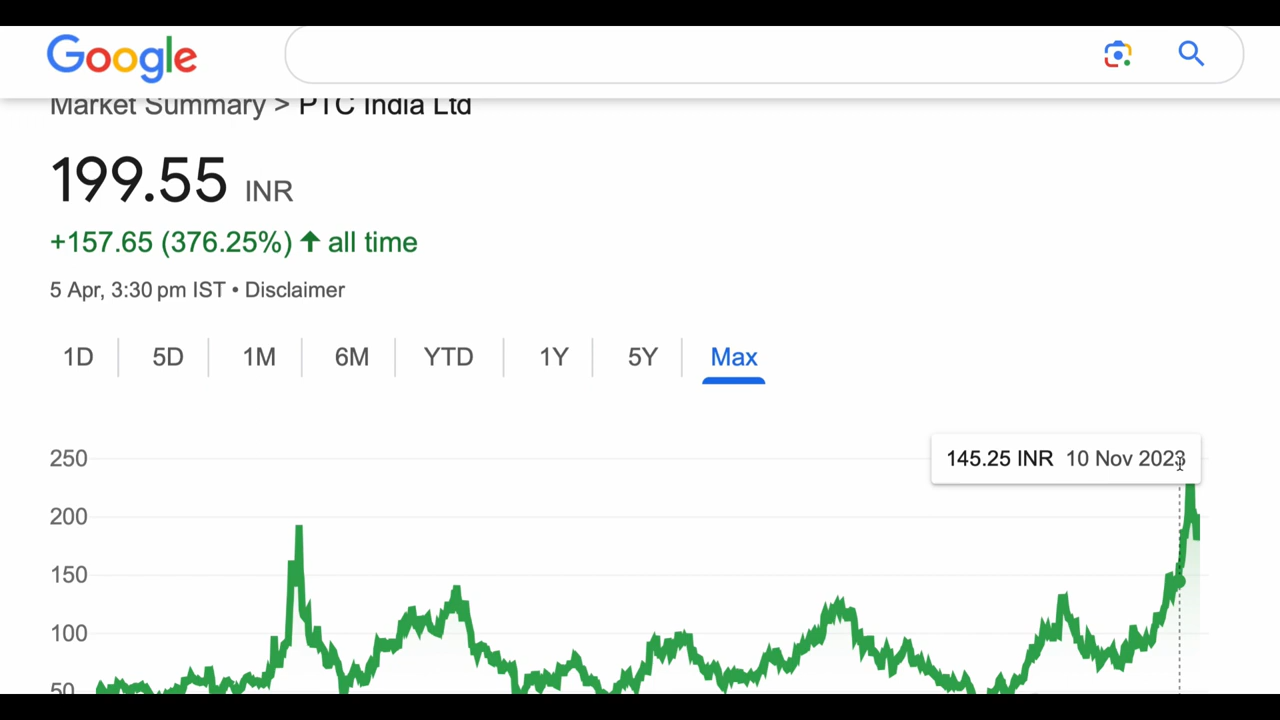 Google
Market Summary > PTC India Ltd
199.55 INR
+157.65 (376.25%) ↑ all time
5 Apr, 3:30 pm IST • Disclaimer
1D 5D 1M 6M YTD 1Y 5Y Max
250
145.25 INR 10 Nov 2023
200
150
100
50